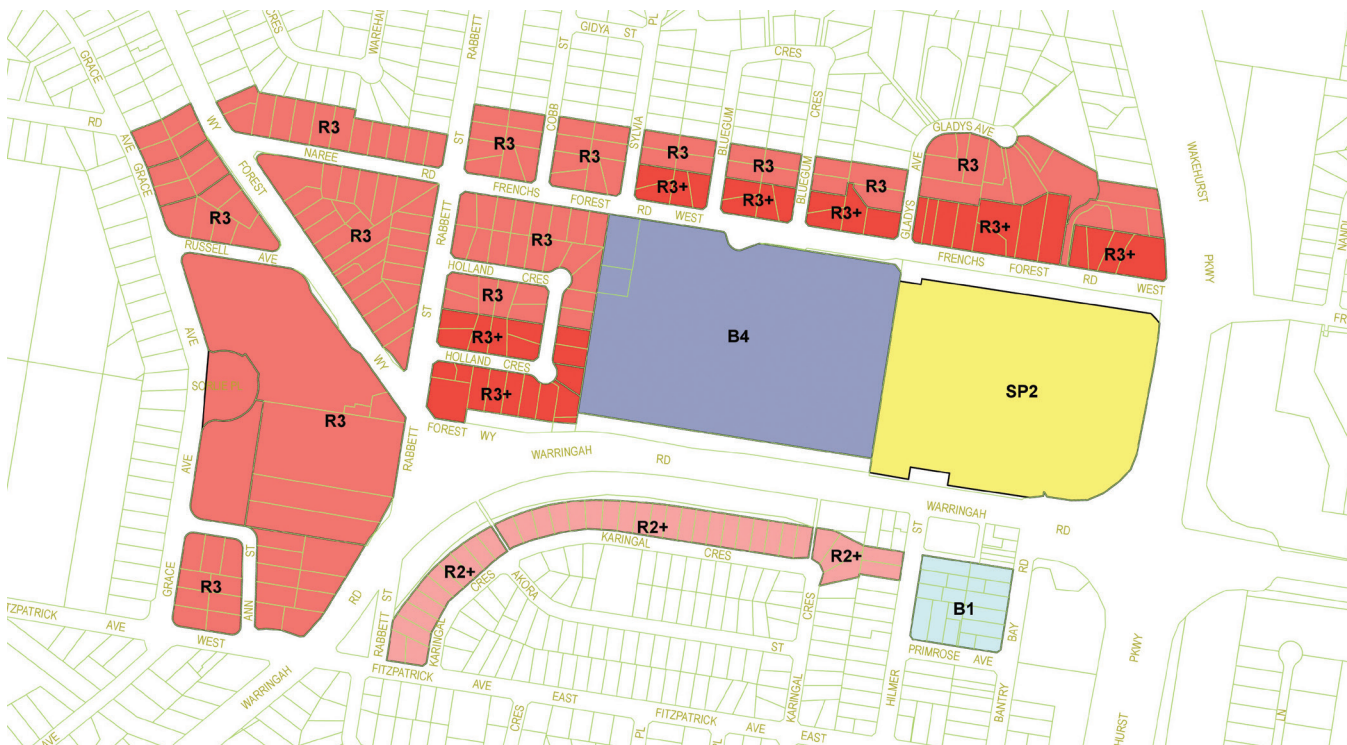 GIDYA ST
CRES
WAREHAM
GRACE
RABBETT
ST
PL
CRES
RD
AVE
GRACE
WY
FOREST
R3
NAREE
RD
ST
R3
COBB
R3
SYLVIA
R3
BLUEGUM
R3
BLUEGUM
CRES
R3
GLADYS AVE
AVE
R3
WAKEHURST
R3+
R3+
R3+
GLADYS
R3+
R3+
FRENCHS FOREST RD WEST
FRENCHS FOREST RD WEST
PKWY
R3
RUSSELL AVE
R3
RABBETT
R3
HOLLAND CRES
R3
ST
R3+
HOLLAND CRES
R3+
B4
SP2
AVE
WY
R3
RABBETT
FOREST WY
WARRINGAH RD
AVE
WARRINGAH RD
ST
R2+
KARINGAL CRES
R2+
R2+
CRES
AKORA
ST
CRES
RD
B1
BAY
PRIMROSE AVE
GRACE
R3
ANN
ST
RD
ST
RABBETT
KARINGAL
FITZPATRICK AVE
WEST
WARRINGAH
FITZPATRICK AVE EAST
FITZPATRICK AVE EAST
CRES
PL
PL
KARINGAL
HILMER
BANTRY
PKWY
LN